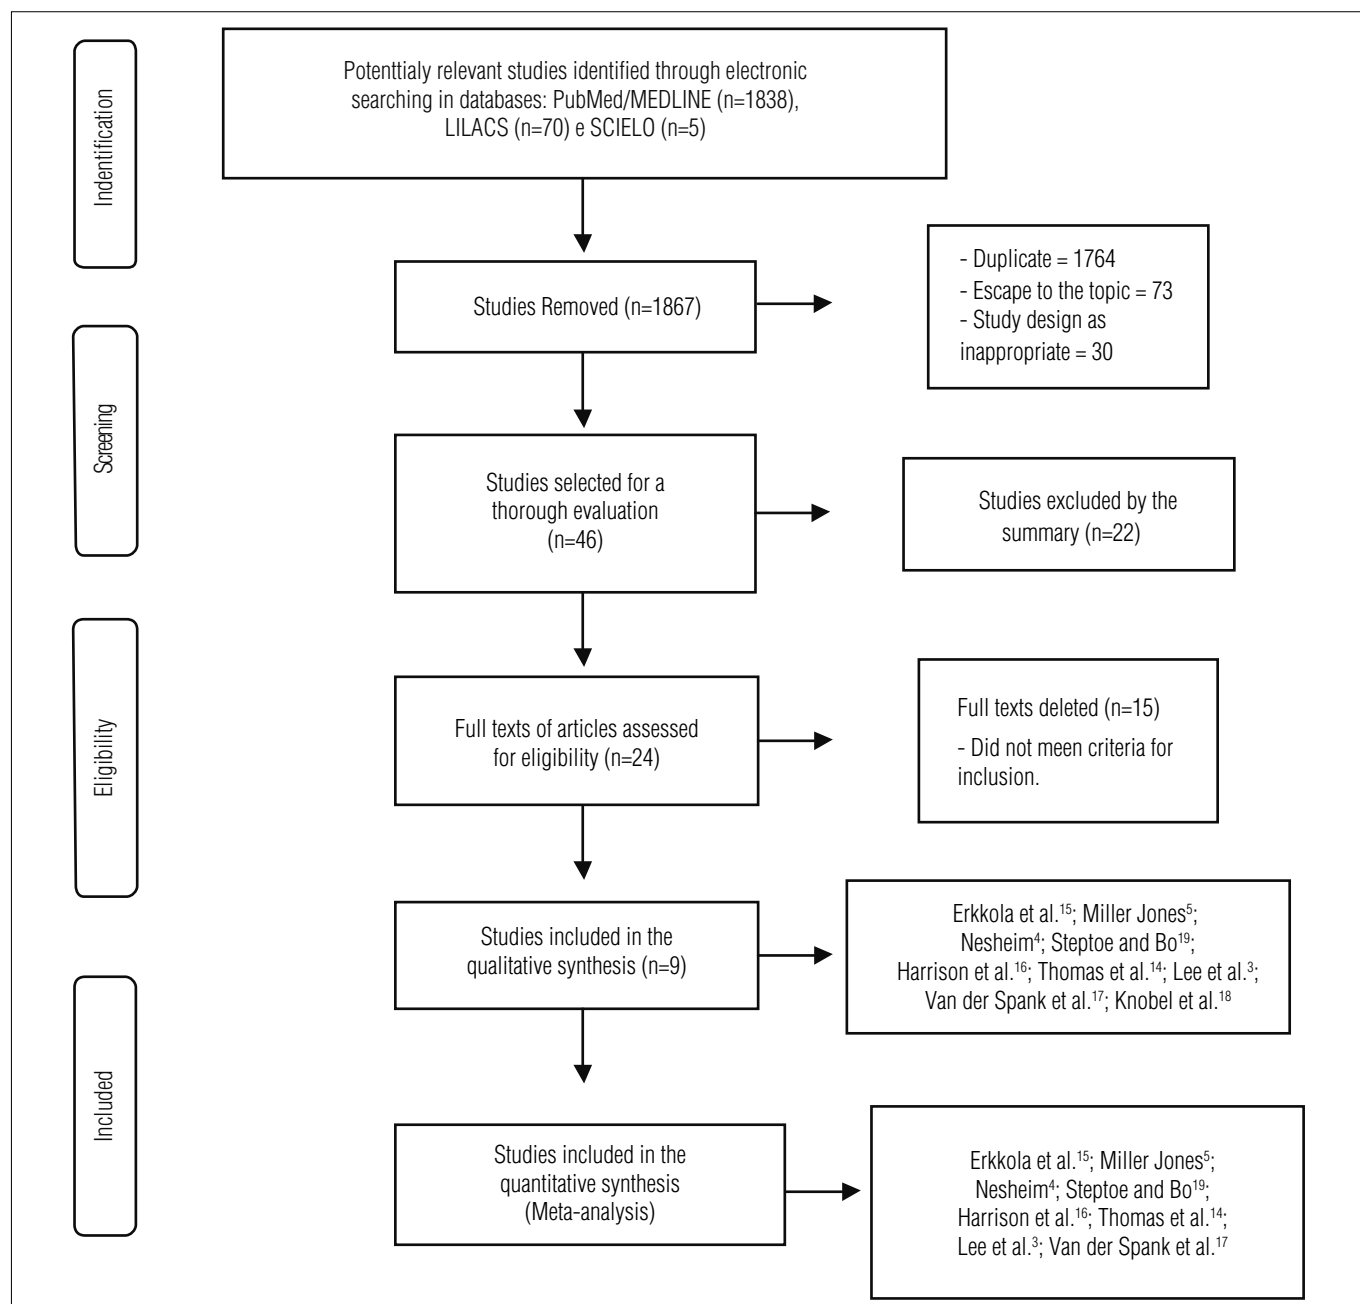 Indentification
Potenttialy relevant studies identified through electronic
searching in databases: PubMed/MEDLINE (n=1838),
LILACS (n=70) e SCIELO (n=5)
Studies Removed (n=1867)
- Duplicate = 1764
- Escape to the topic = 73
- Study design as
inappropriate = 30
Screening
Studies selected for a
thorough evaluation
(n=46)
Studies excluded by the
summary (n=22)
Eligibility
Full texts of articles assessed
for eligibility (n=24)
Full texts deleted (n=15)
- Did not meen criteria for
inclusion.
Studies included in the
qualitative synthesis (n=9)
Erkkola et al.¹⁵; Miller Jones⁵;
Nesheim⁴; Steptoe and Bo¹⁹;
Harrison et al.¹⁶; Thomas et al.¹⁴; Lee et al.³;
Van der Spank et al.¹⁷; Knobel et al.¹⁸
Included
Studies included in the
quantitative synthesis
(Meta-analysis)
Erkkola et al.¹⁵; Miller Jones⁵;
Nesheim⁴; Steptoe and Bo¹⁹;
Harrison et al.¹⁶; Thomas et al.¹⁴;
Lee et al.³; Van der Spank et al.¹⁷